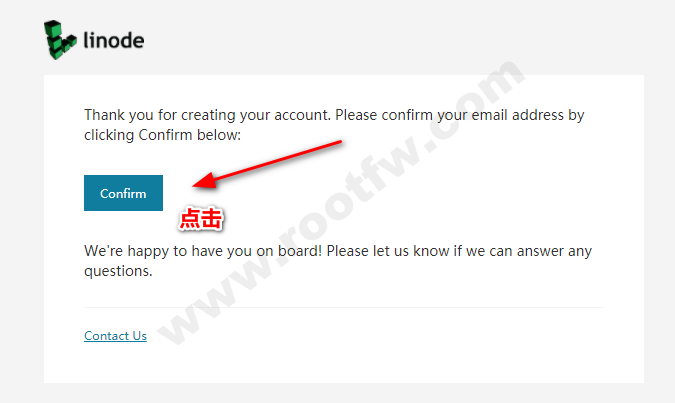 linode
Thank you for creating your account. Please confirm your email address by
clicking Confirm below:
Confirm
点击
We're happy to have you on board! Please let us know if we can answer any
questions.
Contact Us
www.rootfw.com